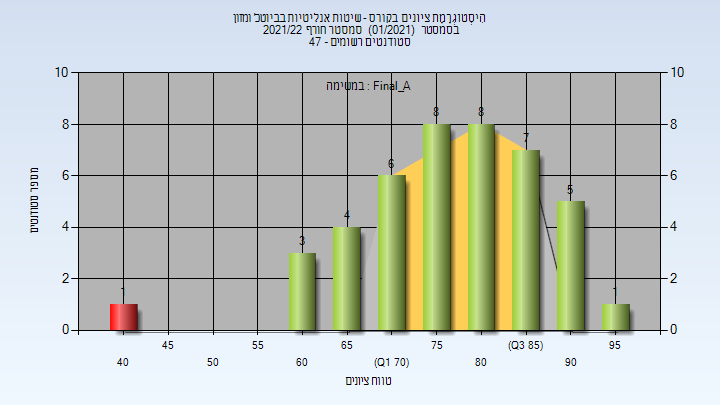 היסטוגרמת ציונים בקורס - שיטות אנליטיות בביוטכ' ומזון
בסמסטר (01/2021) סמסטר חורף 2021/22
סטודנטים רשומים - 47
במשימה : Final_A
מספר סטודנטים
10 10
8 8
6 6
4 4
2 2
0 0
1 3 4 6 8 8 7 5 1
45 55 65 75 (Q3 85) 95
40 50 60 (Q1 70) 80 90
טווח ציונים